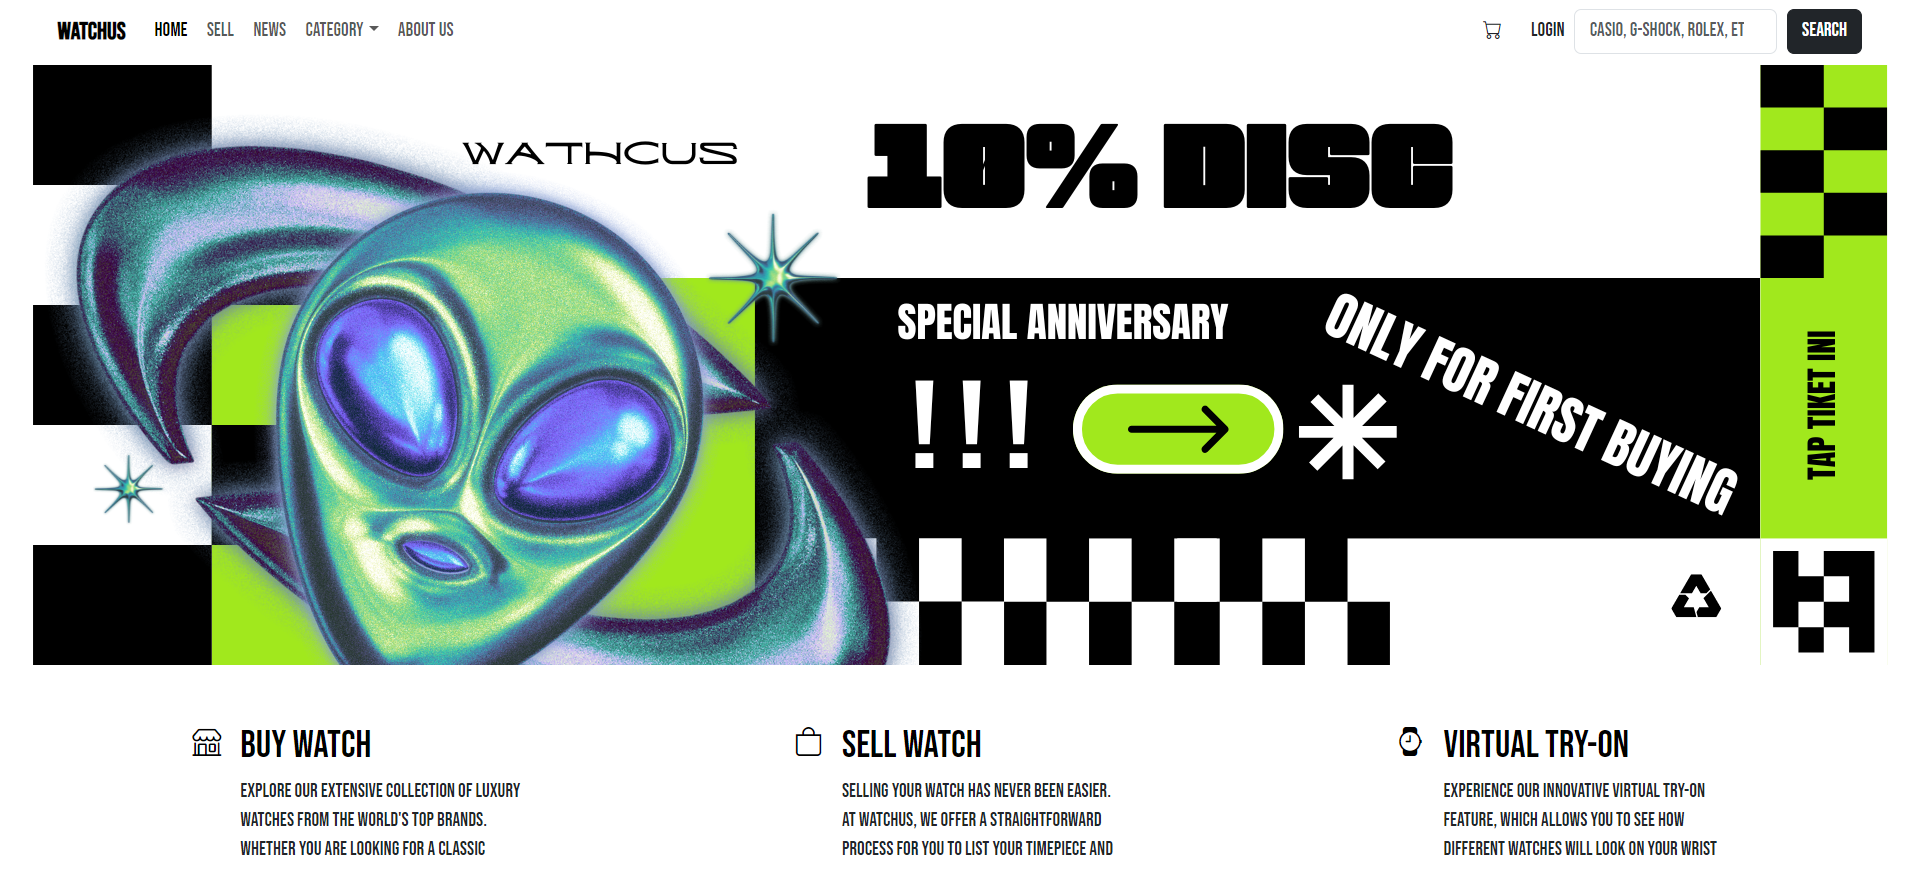 WATCHUS HOME SELL NEWS CATEGORY ABOUT US LOGIN CASIO, G-SHOCK, ROLEX, ET SEARCH
WATHCUS
10% DISC
SPECIAL ANNIVERSARY
!!!
ONLY FOR FIRST BUYING
TAP TIKET INI
BUY WATCH
EXPLORE OUR EXTENSIVE COLLECTION OF LUXURY
WATCHES FROM THE WORLD'S TOP BRANDS.
WHETHER YOU ARE LOOKING FOR A CLASSIC
SELL WATCH
SELLING YOUR WATCH HAS NEVER BEEN EASIER.
AT WATCHUS, WE OFFER A STRAIGHTFORWARD
PROCESS FOR YOU TO LIST YOUR TIMEPIECE AND
VIRTUAL TRY-ON
EXPERIENCE OUR INNOVATIVE VIRTUAL TRY-ON
FEATURE, WHICH ALLOWS YOU TO SEE HOW
DIFFERENT WATCHES WILL LOOK ON YOUR WRIST